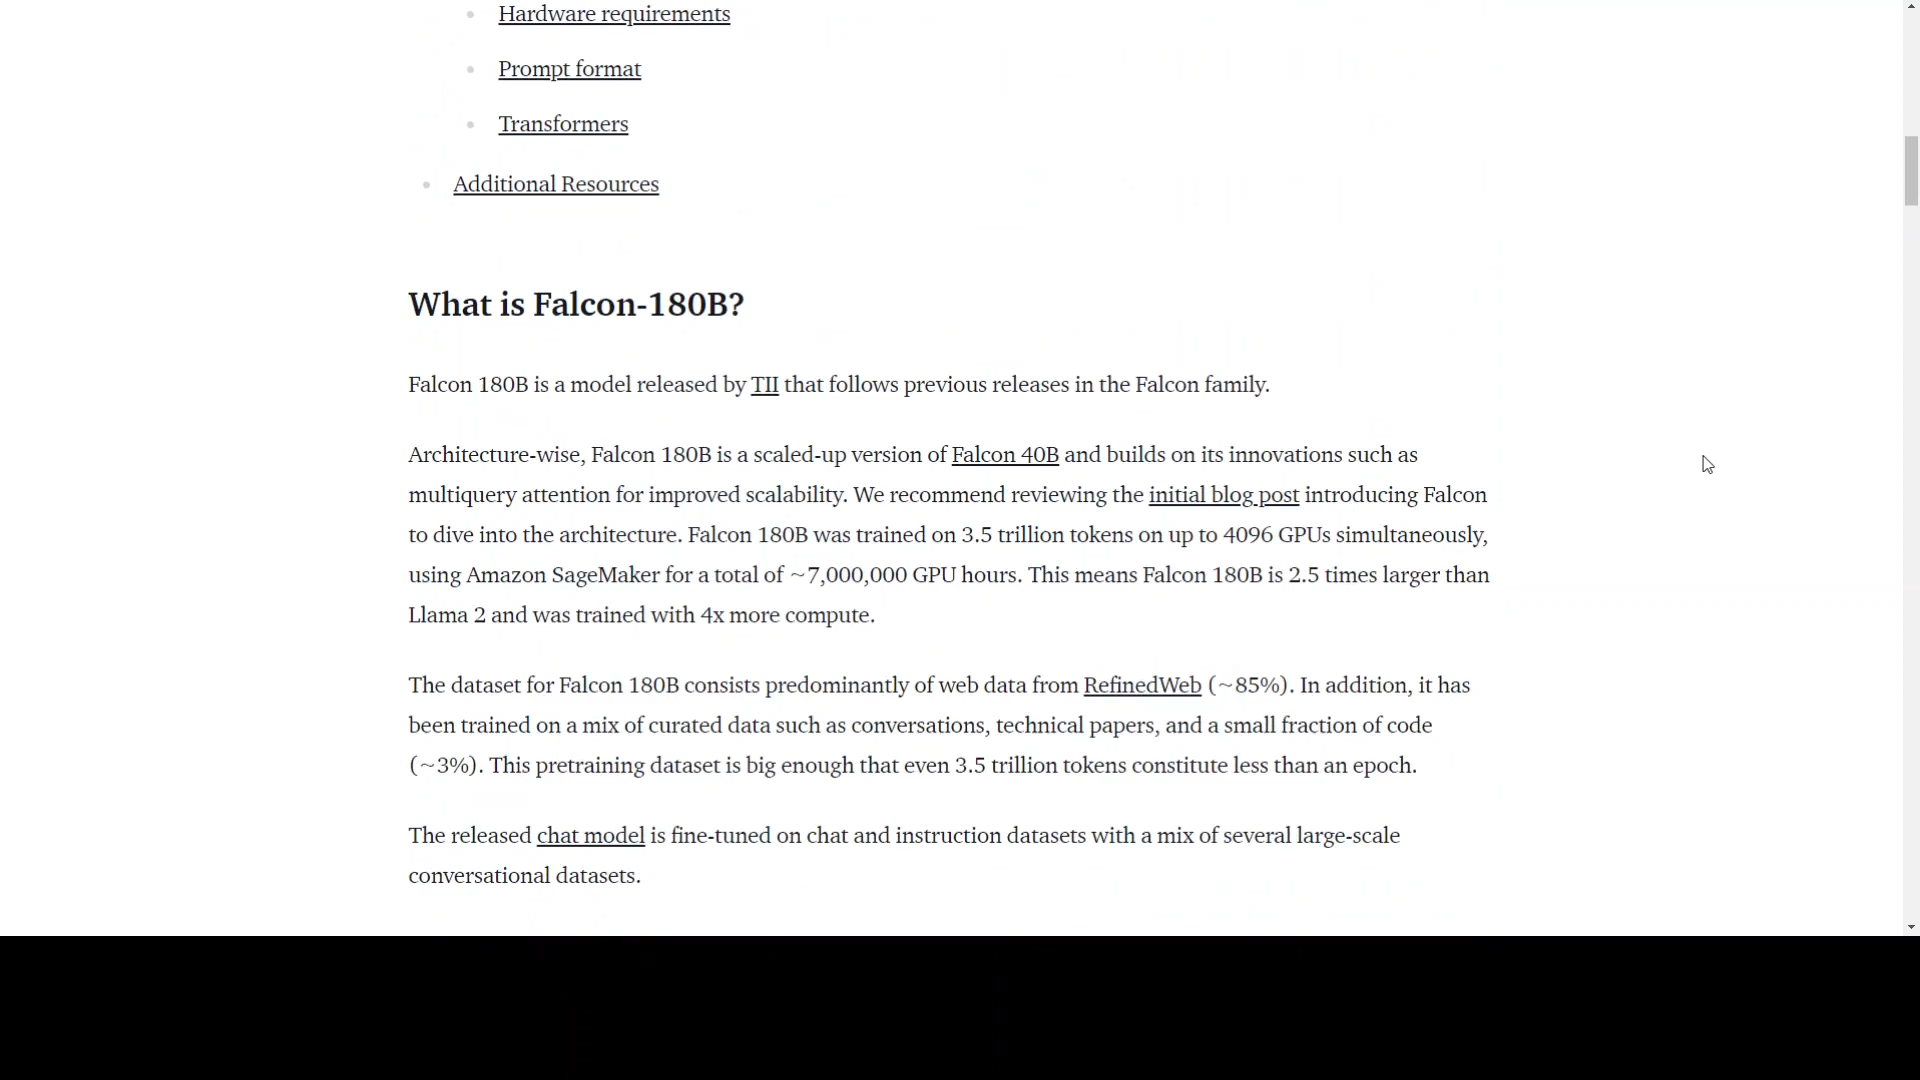 Hardware requirements
Prompt format
Transformers
Additional Resources
What is Falcon-180B?
Falcon 180B is a model released by TII that follows previous releases in the Falcon family.
Architecture-wise, Falcon 180B is a scaled-up version of Falcon 40B and builds on its innovations such as
multiquery attention for improved scalability. We recommend reviewing the initial blog post introducing Falcon
to dive into the architecture. Falcon 180B was trained on 3.5 trillion tokens on up to 4096 GPUs simultaneously,
using Amazon SageMaker for a total of ~7,000,000 GPU hours. This means Falcon 180B is 2.5 times larger than
Llama 2 and was trained with 4x more compute.
The dataset for Falcon 180B consists predominantly of web data from RefinedWeb (~85%). In addition, it has
been trained on a mix of curated data such as conversations, technical papers, and a small fraction of code
(~3%). This pretraining dataset is big enough that even 3.5 trillion tokens constitute less than an epoch.
The released chat model is fine-tuned on chat and instruction datasets with a mix of several large-scale
conversational datasets.